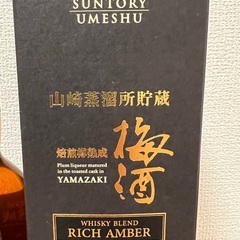 SUNTORY
UMESHU
山崎蒸溜所貯蔵
焙煎樽熟成
梅酒
Plum liqueur matured
in the toasted cask in
YAMAZAKI
WHISKY BLEND
RICH AMBER